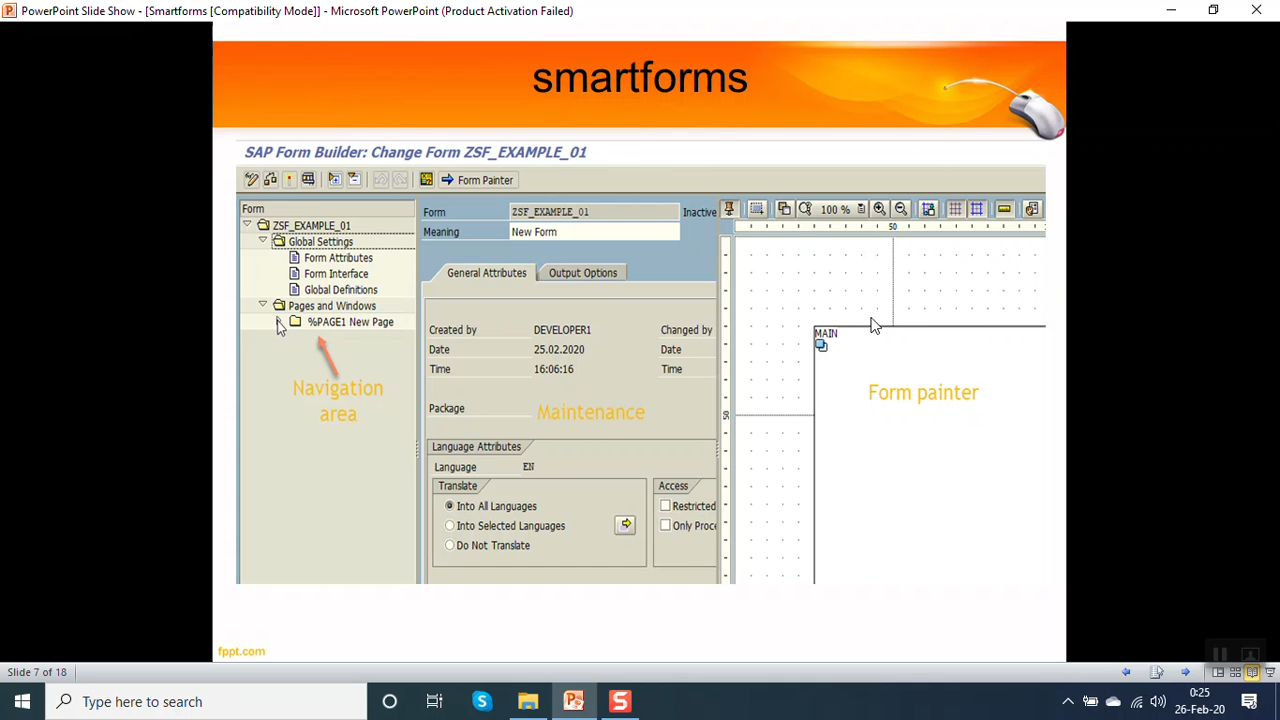 PowerPoint Slide Show - [Smartforms [Compatibility Mode]] - Microsoft PowerPoint (Product Activation Failed)
smartforms
SAP Form Builder: Change Form ZSF_EXAMPLE_01
Form Painter
Form
ZSF_EXAMPLE_01
Global Settings
Form Attributes
Form Interface
Global Definitions
Pages and Windows
%PAGE1 New Page
Navigation
area
Form ZSF_EXAMPLE_01 Inactive
Meaning New Form
General Attributes Output Options
Created by DEVELOPER1 Changed by
Date 25.02.2020 Date
Time 16:06:16 Time
Package
Maintenance
Language Attributes
Language EN
Translate Access
Into All Languages Restricted
Into Selected Languages Only Proce
Do Not Translate
100 %
50
50
MAIN
Form painter
fppt.com
Slide 7 of 18
Type here to search
0:25
26-Feb-20